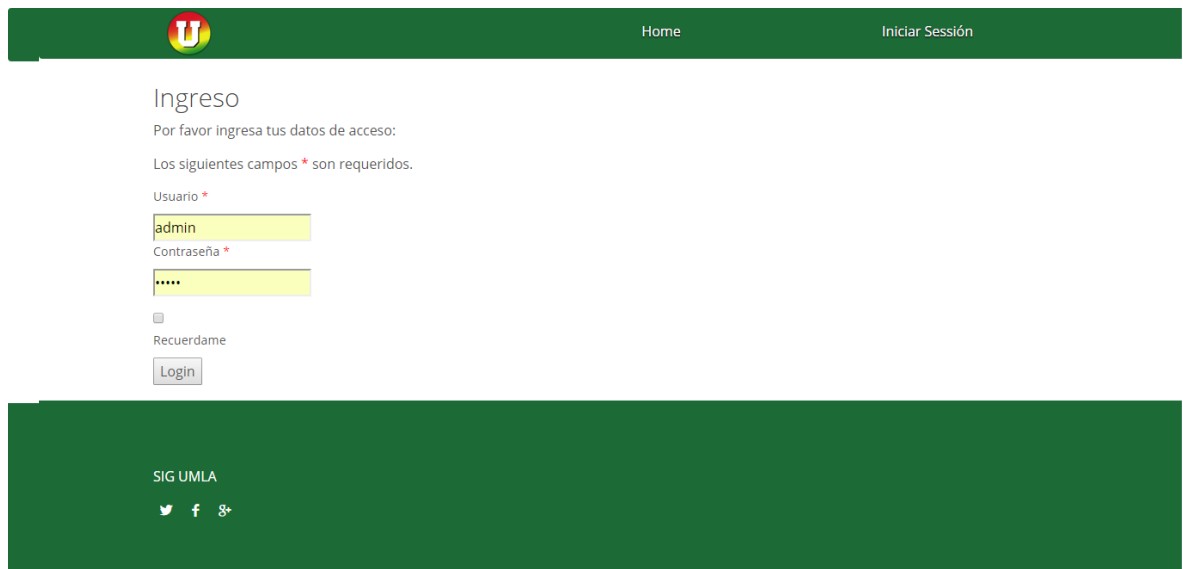 U
Home
Iniciar Sessión
Ingreso
Por favor ingresa tus datos de acceso:
Los siguientes campos * son requeridos.
Usuario *
admin
Contraseña *
•••••
Recuerdame
Login
SIG UMLA